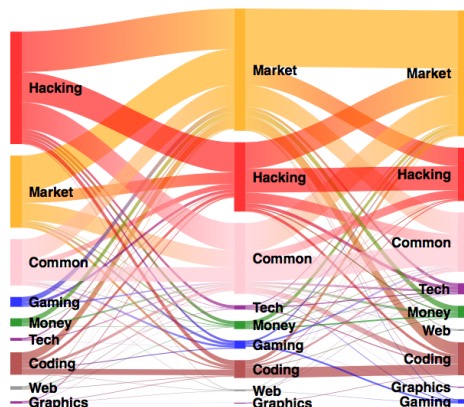 Hacking
Market
Common
Gaming
Money
Tech
Coding
Web
Graphics
Market
Hacking
Common
Tech
Money
Gaming
Coding
Web
Graphics
Market
Hacking
Common
Tech
Money
Web
Coding
Graphics
Gaming